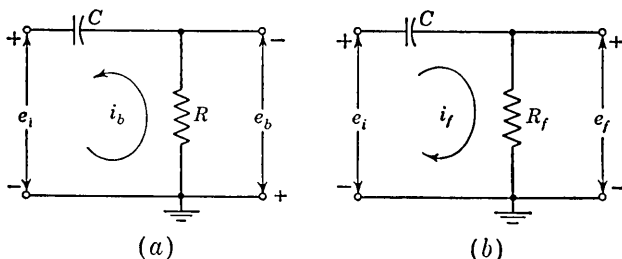 + C -
e_i i_b R e_b
- +
(a)
+ C +
e_i i_f R_f e_f
- -
(b)